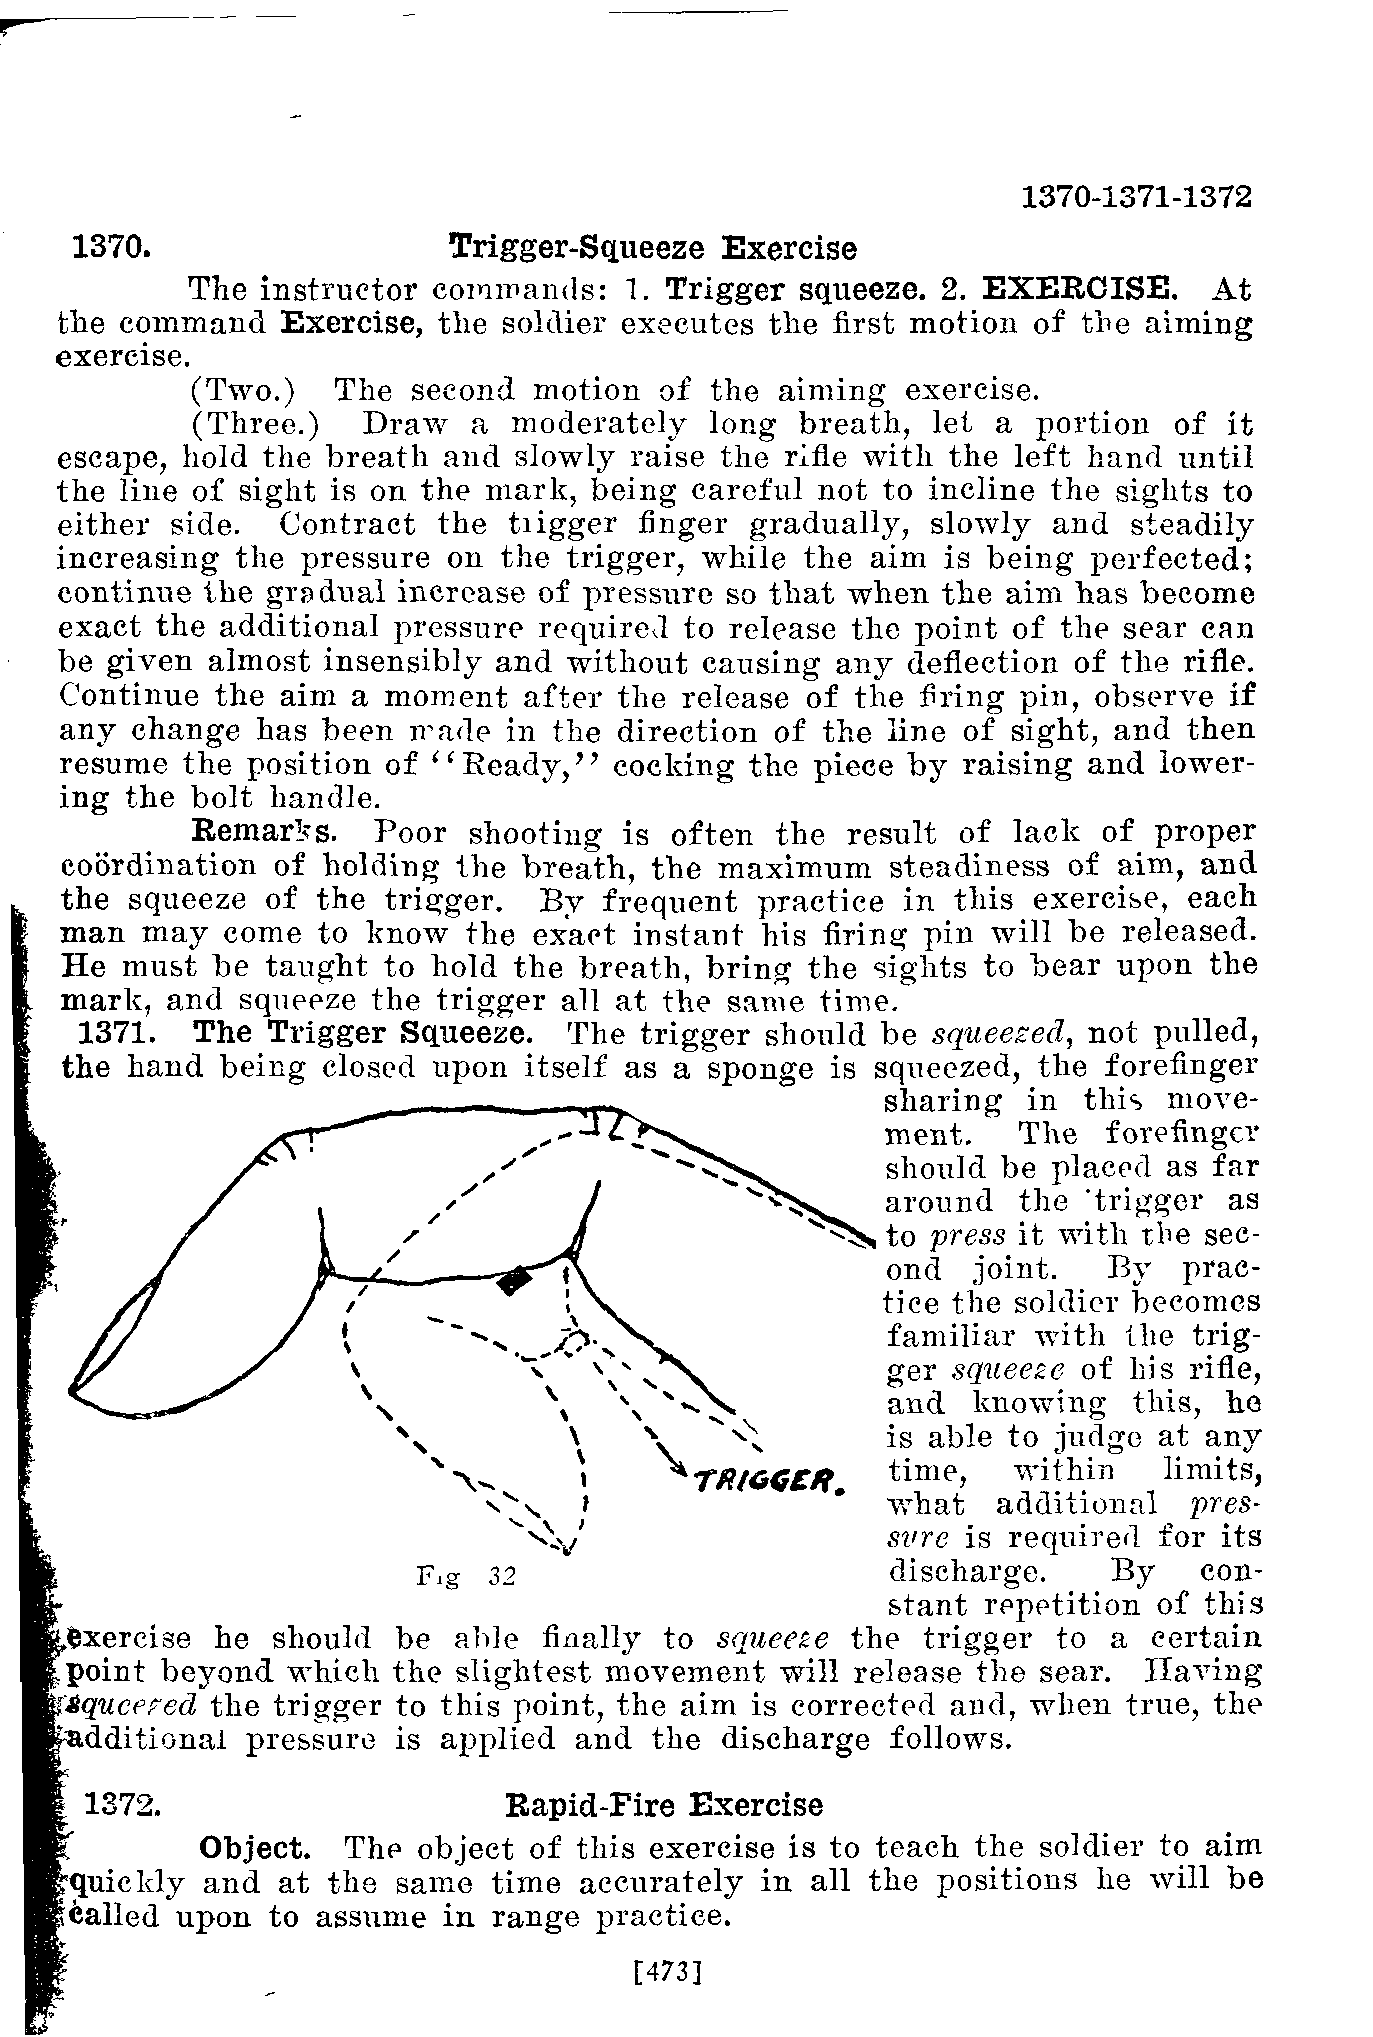 1370-1371-1372
1370. Trigger-Squeeze Exercise
The instructor commands: 1. Trigger squeeze. 2. EXERCISE. At
the command Exercise, the soldier executes the first motion of the aiming
exercise.
(Two.) The second motion of the aiming exercise.
(Three.) Draw a moderately long breath, let a portion of it
escape, hold the breath and slowly raise the rifle with the left hand until
the line of sight is on the mark, being careful not to incline the sights to
either side. Contract the trigger finger gradually, slowly and steadily
increasing the pressure on the trigger, while the aim is being perfected;
continue the gradual increase of pressure so that when the aim has become
exact the additional pressure required to release the point of the sear can
be given almost insensibly and without causing any deflection of the rifle.
Continue the aim a moment after the release of the firing pin, observe if
any change has been made in the direction of the line of sight, and then
resume the position of "Ready," cocking the piece by raising and lower-
ing the bolt handle.
Remarks. Poor shooting is often the result of lack of proper
coördination of holding the breath, the maximum steadiness of aim, and
the squeeze of the trigger. By frequent practice in this exercise, each
man may come to know the exact instant his firing pin will be released.
He must be taught to hold the breath, bring the sights to bear upon the
mark, and squeeze the trigger all at the same time.
1371. The Trigger Squeeze. The trigger should be squeezed, not pulled,
the hand being closed upon itself as a sponge is squeezed, the forefinger
sharing in this move-
ment. The forefinger
should be placed as far
around the trigger as
to press it with the sec-
ond joint. By prac-
tice the soldier becomes
familiar with the trig-
ger squeeze of his rifle,
and knowing this, he
is able to judge at any
time, within limits,
what additional pres-
sure is required for its
discharge. By con-
stant repetition of this
TRIGGER.
Fig 32
exercise he should be able finally to squeeze the trigger to a certain
point beyond which the slightest movement will release the sear. Having
squeezed the trigger to this point, the aim is corrected and, when true, the
additional pressure is applied and the discharge follows.
1372. Rapid-Fire Exercise
Object. The object of this exercise is to teach the soldier to aim
quickly and at the same time accurately in all the positions he will be
called upon to assume in range practice.
[473]